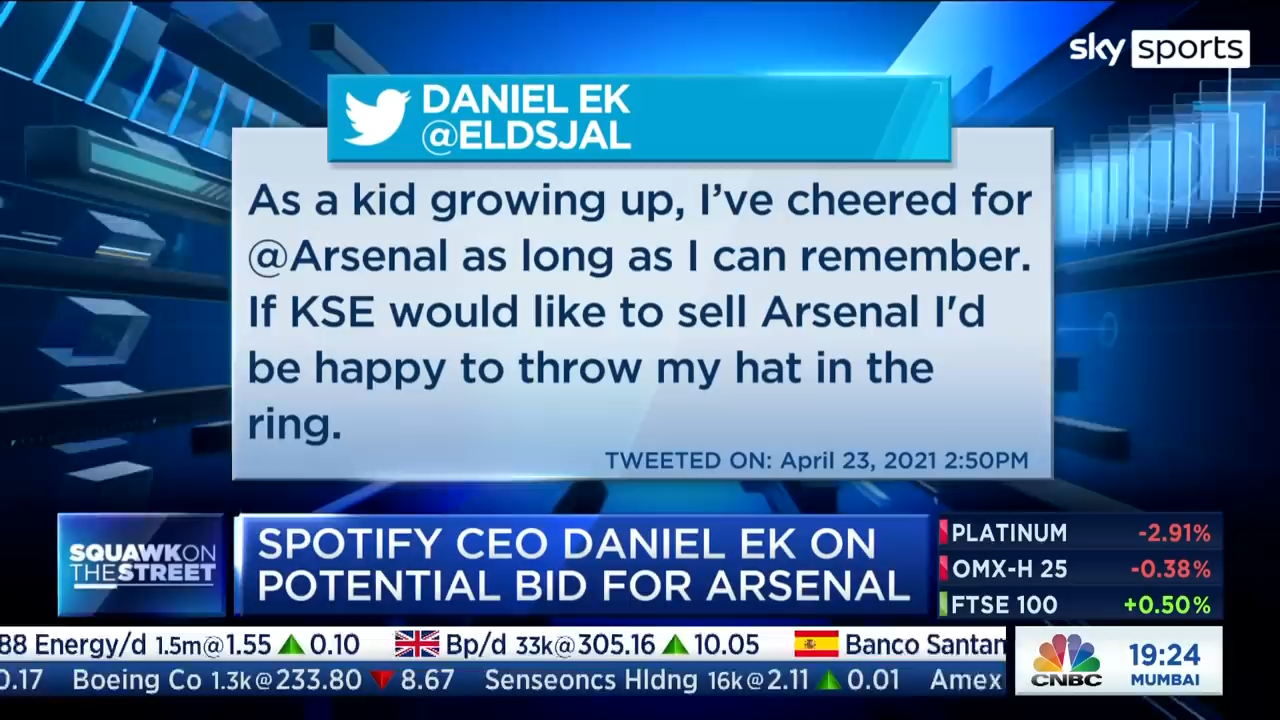 sky sports
DANIEL EK
@ELDSJAL
As a kid growing up, I’ve cheered for
@Arsenal as long as I can remember.
If KSE would like to sell Arsenal I'd
be happy to throw my hat in the
ring.
TWEETED ON: April 23, 2021 2:50PM
SQUAWK ON
THE STREET
SPOTIFY CEO DANIEL EK ON
POTENTIAL BID FOR ARSENAL
PLATINUM -2.91%
OMX-H 25 -0.38%
FTSE 100 +0.50%
88 Energy/d 1.5m@1.55 ▲ 0.10 Bp/d 33k@305.16 ▲ 10.05 Banco Santan
0.17 Boeing Co 1.3k@233.80 ▼ 8.67 Senseoncs Hldng 16k@2.11 ▲ 0.01 Amex
CNBC
19:24
MUMBAI